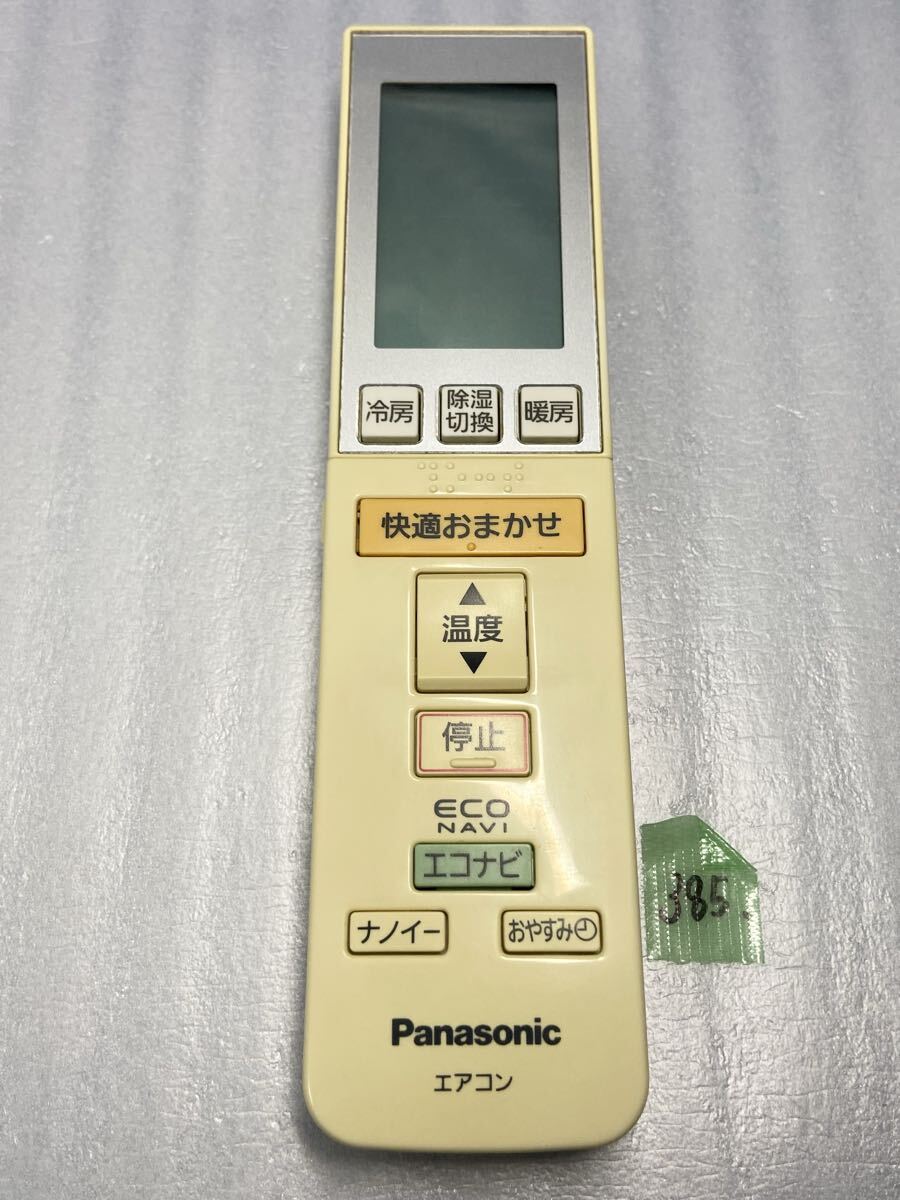 冷房 除湿 暖房
切換
快適おまかせ
▲
温度
▼
停止
ECO
NAVI
エコナビ
385.
ナノイー おやすみ
Panasonic
エアコン